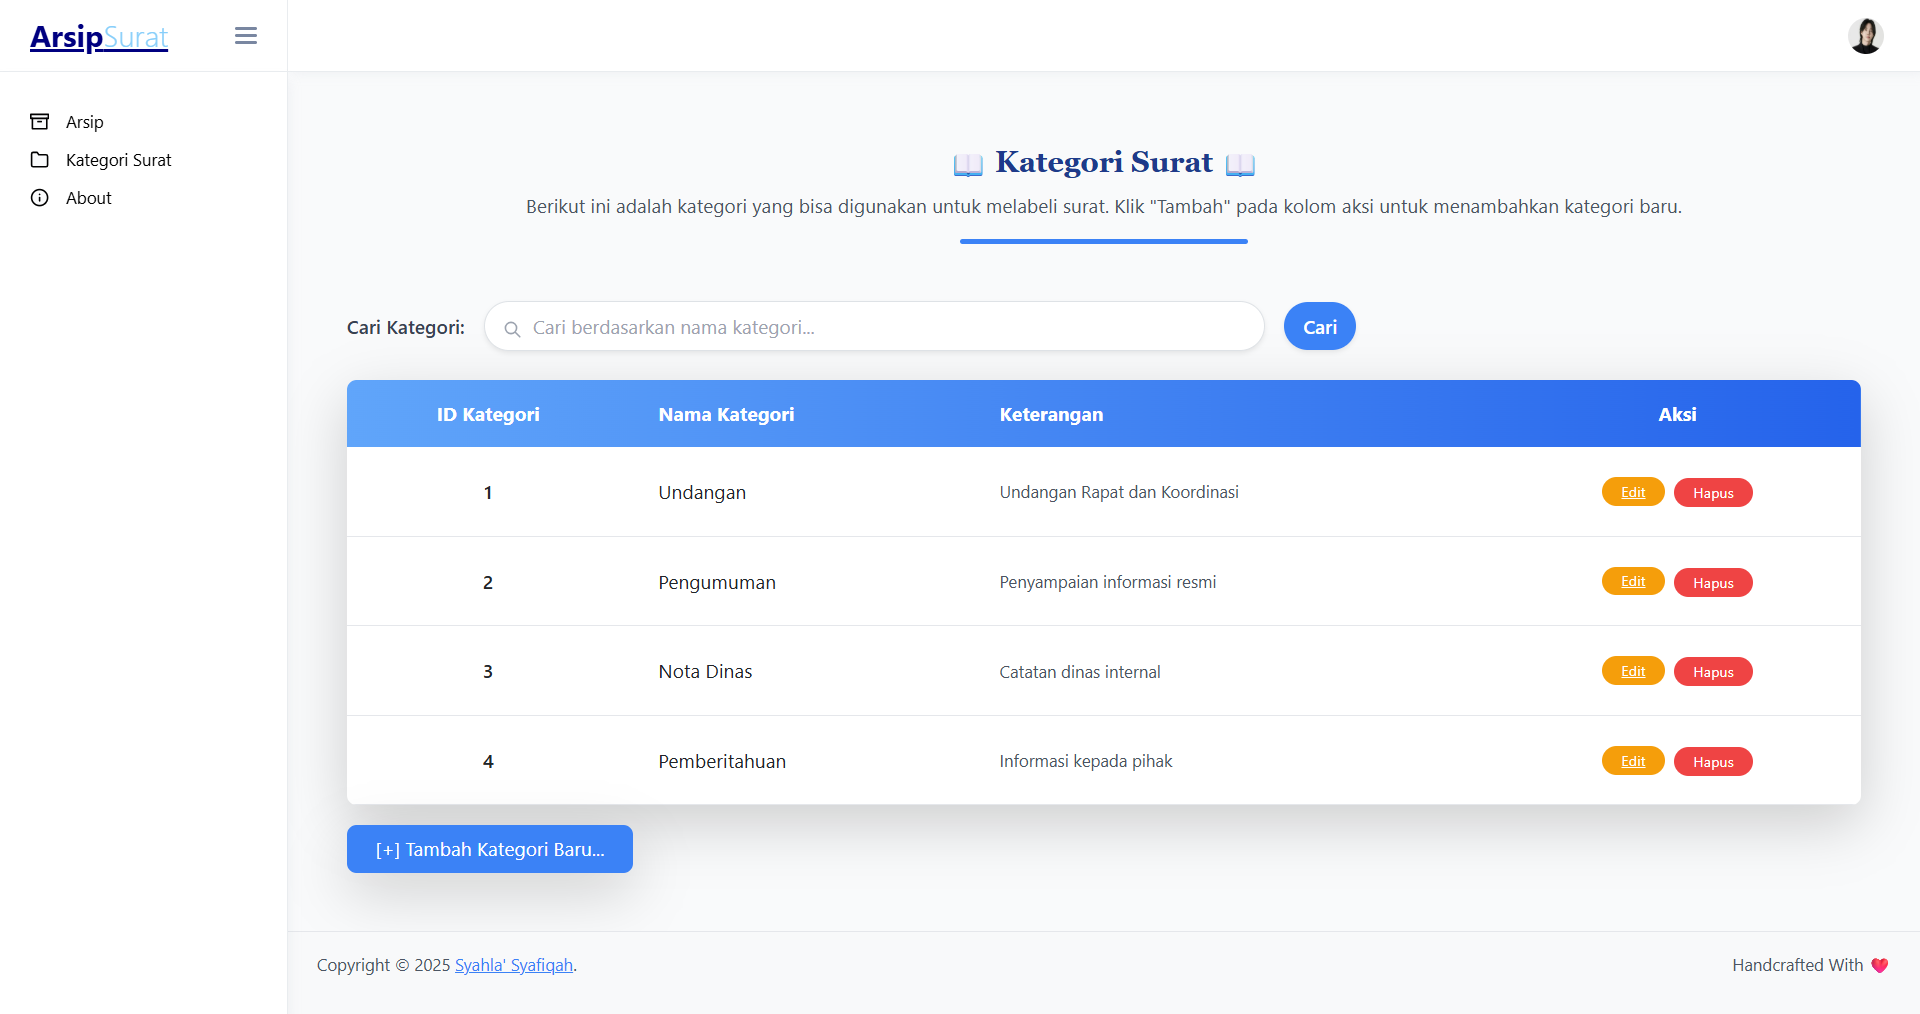 ArsipSurat
Arsip
Kategori Surat
About
📖 Kategori Surat 📖
Berikut ini adalah kategori yang bisa digunakan untuk melabeli surat. Klik "Tambah" pada kolom aksi untuk menambahkan kategori baru.
Cari Kategori: Cari berdasarkan nama kategori... Cari
ID Kategori Nama Kategori Keterangan Aksi
1 Undangan Undangan Rapat dan Koordinasi Edit Hapus
2 Pengumuman Penyampaian informasi resmi Edit Hapus
3 Nota Dinas Catatan dinas internal Edit Hapus
4 Pemberitahuan Informasi kepada pihak Edit Hapus
[+] Tambah Kategori Baru...
Copyright © 2025 Syahla' Syafiqah. Handcrafted With ❤️